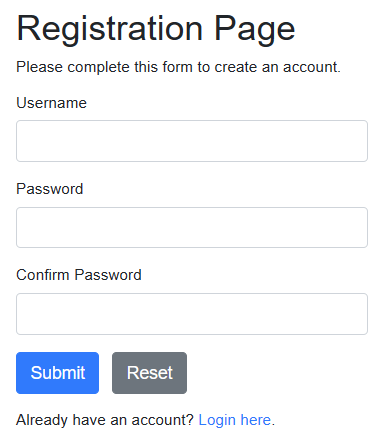 Registration Page
Please complete this form to create an account.
Username
Password
Confirm Password
Submit Reset
Already have an account? Login here.